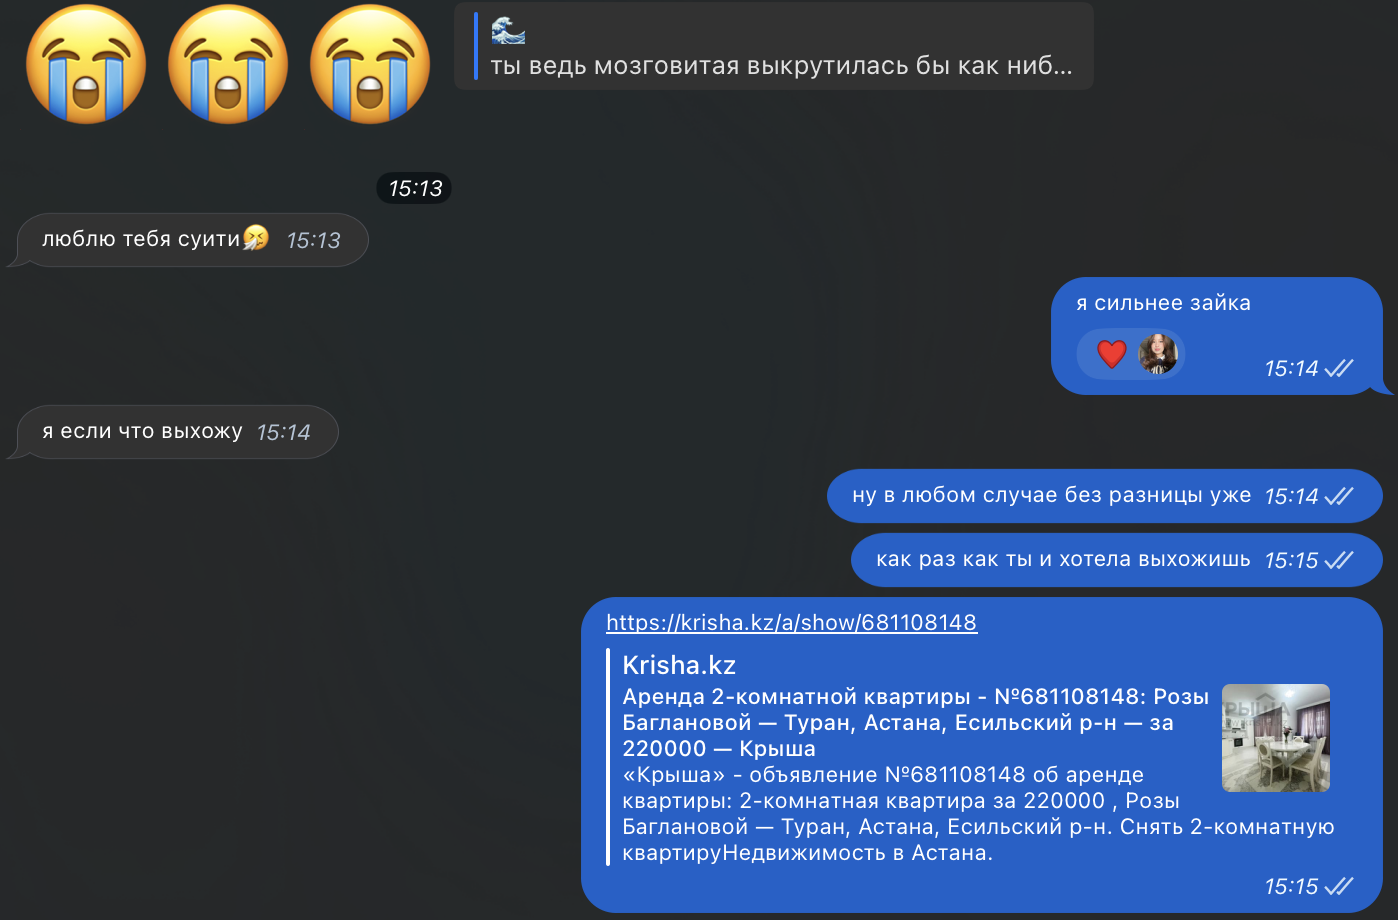 ты ведь мозговитая выкрутилась бы как ниб...
15:13
люблю тебя суити🤧 15:13
я сильнее зайка
15:14
я если что выхожу 15:14
ну в любом случае без разницы уже 15:14
как раз как ты и хотела выхожишь 15:15
https://krisha.kz/a/show/681108148
Krisha.kz
Аренда 2-комнатной квартиры - №681108148: Розы
Баглановой — Туран, Астана, Есильский р-н — за
220000 — Крыша
«Крыша» - объявление №681108148 об аренде
квартиры: 2-комнатная квартира за 220000 , Розы
Баглановой — Туран, Астана, Есильский р-н. Снять 2-комнатную
квартируНедвижимость в Астана.
15:15